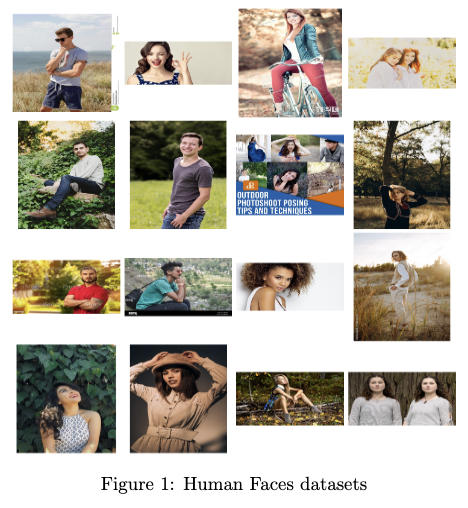 OUTDOOR
PHOTOSHOOT POSING
TIPS AND TECHNIQUES
Figure 1: Human Faces datasets